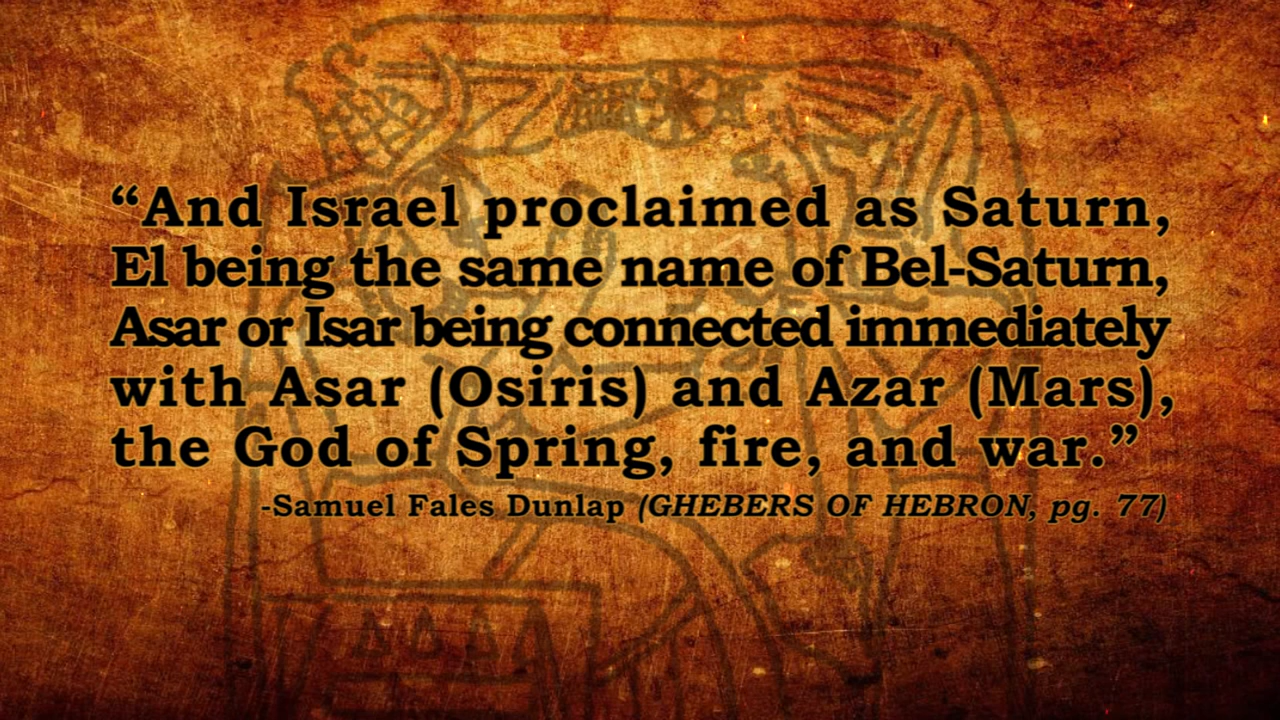 “And Israel proclaimed as Saturn,
El being the same name of Bel-Saturn,
Asar or Isar being connected immediately
with Asar (Osiris) and Azar (Mars),
the God of Spring, fire, and war.”
-Samuel Fales Dunlap (GHEBERS OF HEBRON, pg. 77)